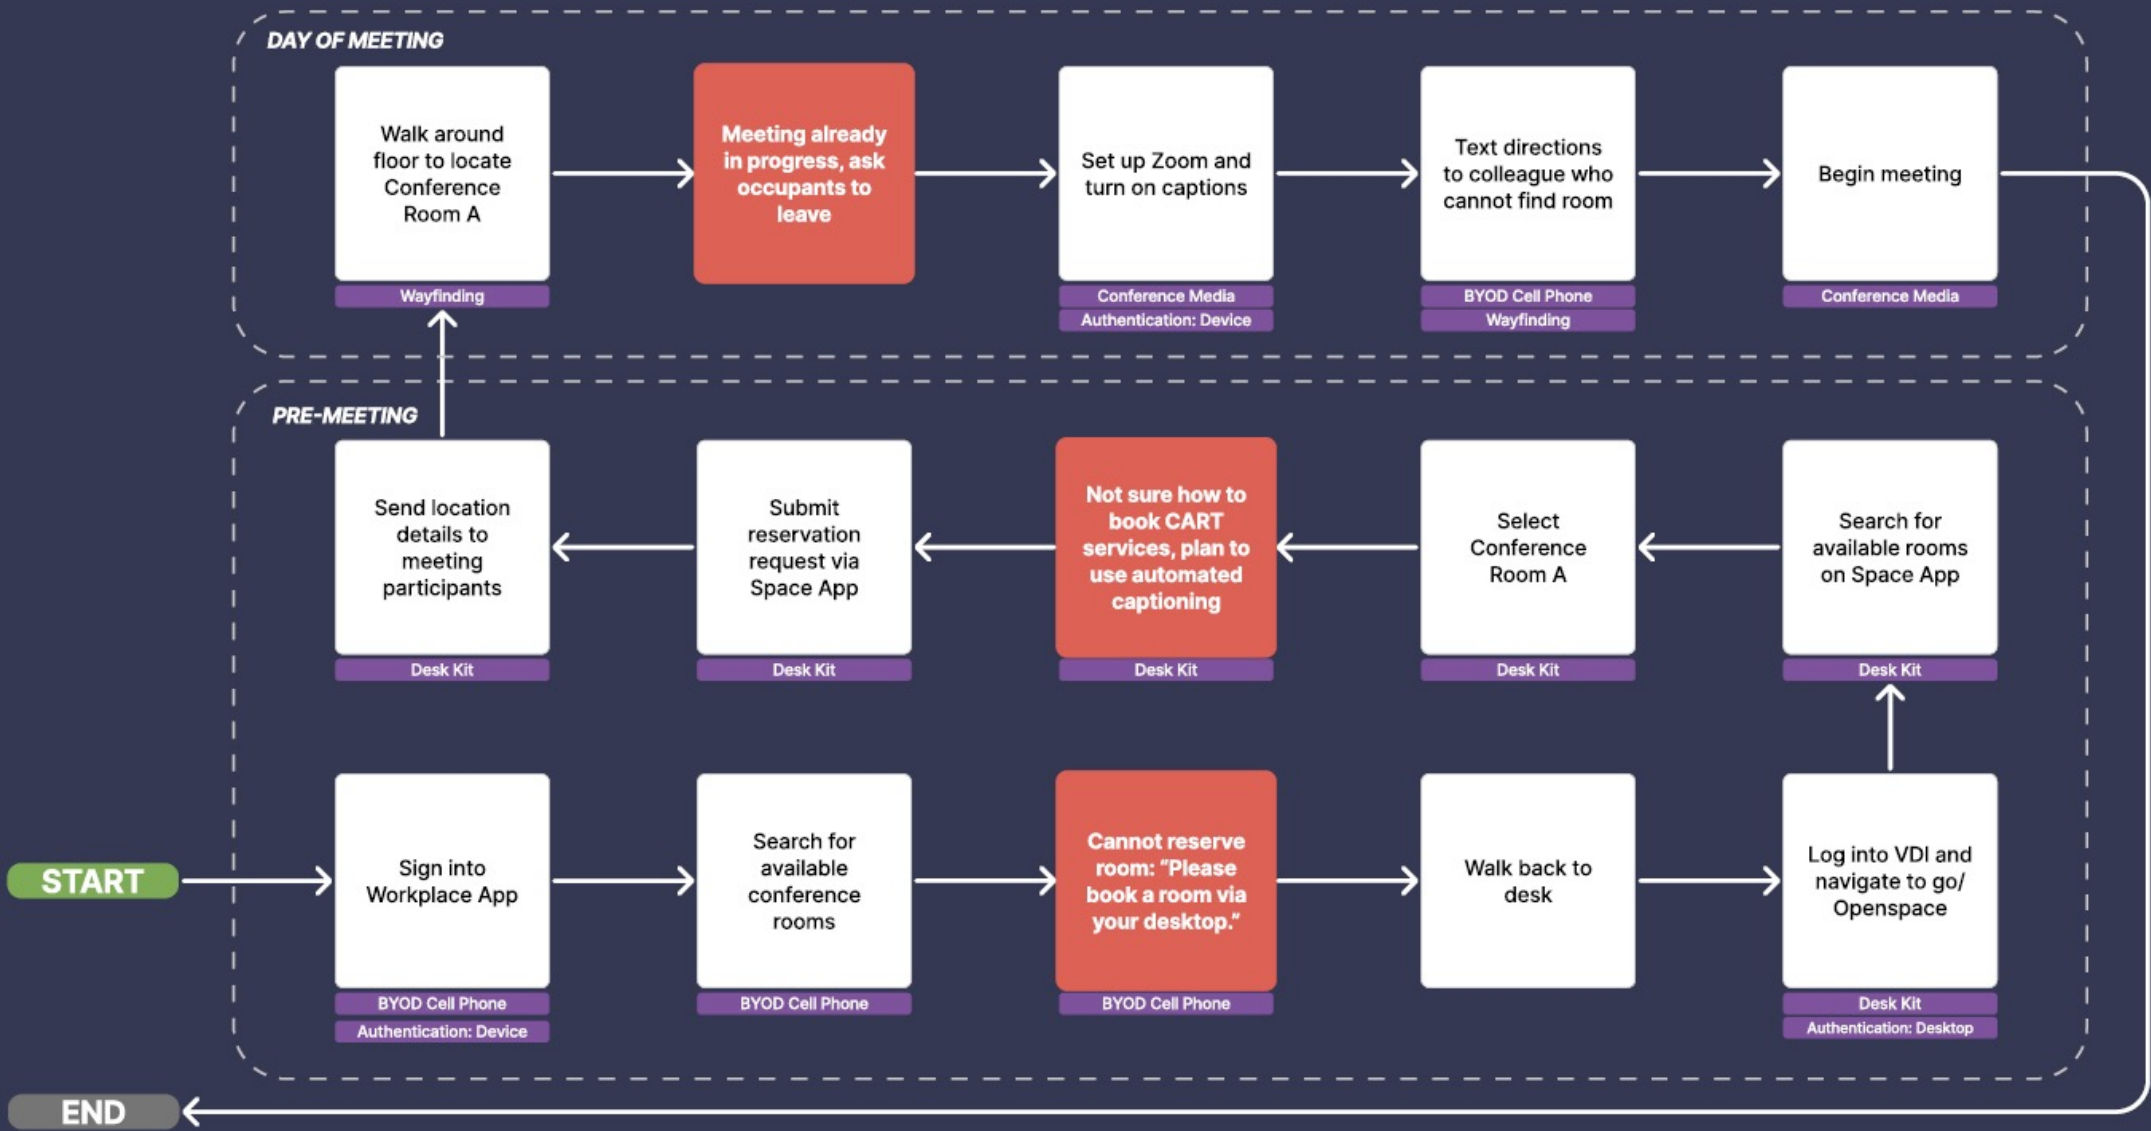 DAY OF MEETING
Walk around
floor to locate
Conference
Room A
Wayfinding
Meeting already
in progress, ask
occupants to
leave
Set up Zoom and
turn on captions
Conference Media
Authentication: Device
Text directions
to colleague who
cannot find room
BYOD Cell Phone
Wayfinding
Begin meeting
Conference Media
PRE-MEETING
Send location
details to
meeting
participants
Desk Kit
Submit
reservation
request via
Space App
Desk Kit
Not sure how to
book CART
services, plan to
use automated
captioning
Desk Kit
Select
Conference
Room A
Desk Kit
Search for
available rooms
on Space App
Desk Kit
START
Sign into
Workplace App
BYOD Cell Phone
Authentication: Device
Search for
available
conference
rooms
BYOD Cell Phone
Cannot reserve
room: "Please
book a room via
your desktop."
BYOD Cell Phone
Walk back to
desk
Log into VDI and
navigate to go/
Openspace
Desk Kit
Authentication: Desktop
END